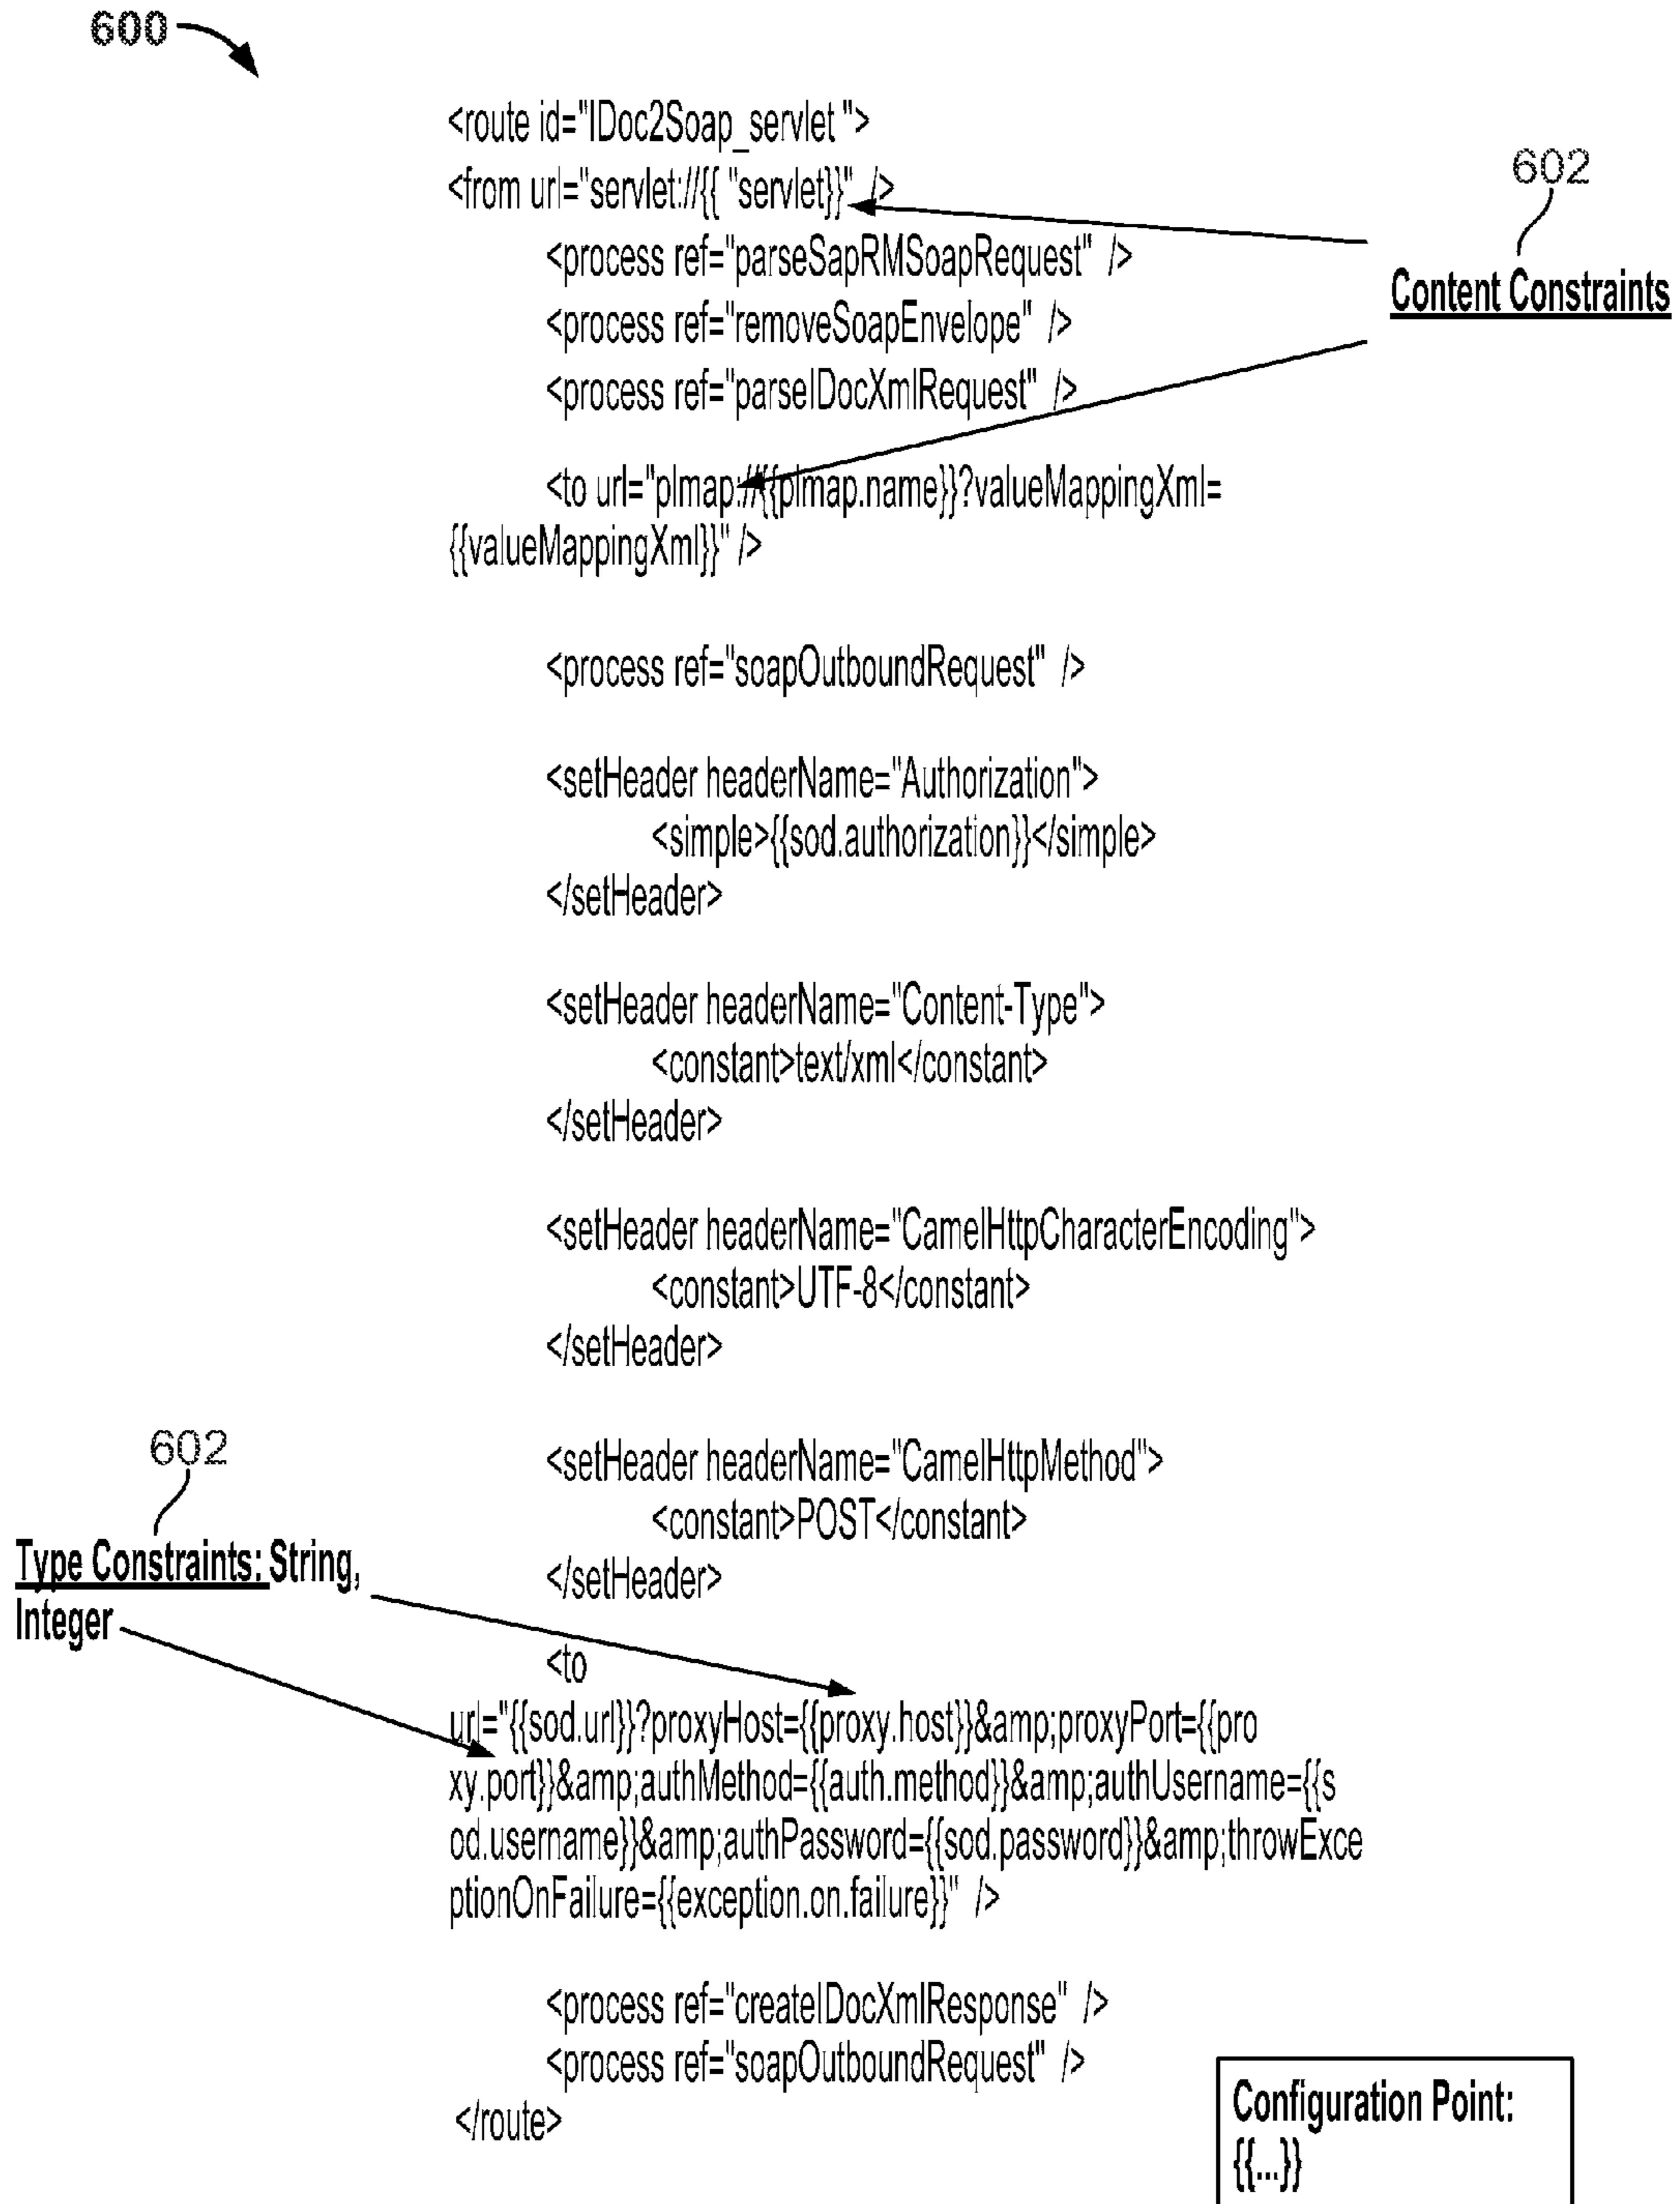 600
<route id="IDoc2Soap_servlet ">
<from url="servlet://{{ "servlet}}" />
<process ref="parseSapRMSoapRequest" />
<process ref="removeSoapEnvelope" />
<process ref="parseIDocXmlRequest" />
602
Content Constraints
<to url="plmap://{{plmap.name}}?valueMappingXml=
{{valueMappingXml}}" />
<process ref="soapOutboundRequest" />
<setHeader headerName="Authorization">
<simple>{{sod.authorization}}</simple>
</setHeader>
<setHeader headerName="Content-Type">
<constant>text/xml</constant>
</setHeader>
<setHeader headerName="CamelHttpCharacterEncoding">
<constant>UTF-8</constant>
</setHeader>
<setHeader headerName="CamelHttpMethod">
<constant>POST</constant>
</setHeader>
602
Type Constraints: String,
Integer
<to
url="{{sod.url}}?proxyHost={{proxy.host}}&amp;proxyPort={{pro
xy.port}}&amp;authMethod={{auth.method}}&amp;authUsername={{s
od.username}}&amp;authPassword={{sod.password}}&amp;throwExce
ptionOnFailure={{exception.on.failure}}" />
<process ref="createIDocXmlResponse" />
<process ref="soapOutboundRequest" />
</route>
Configuration Point:
{{...}}